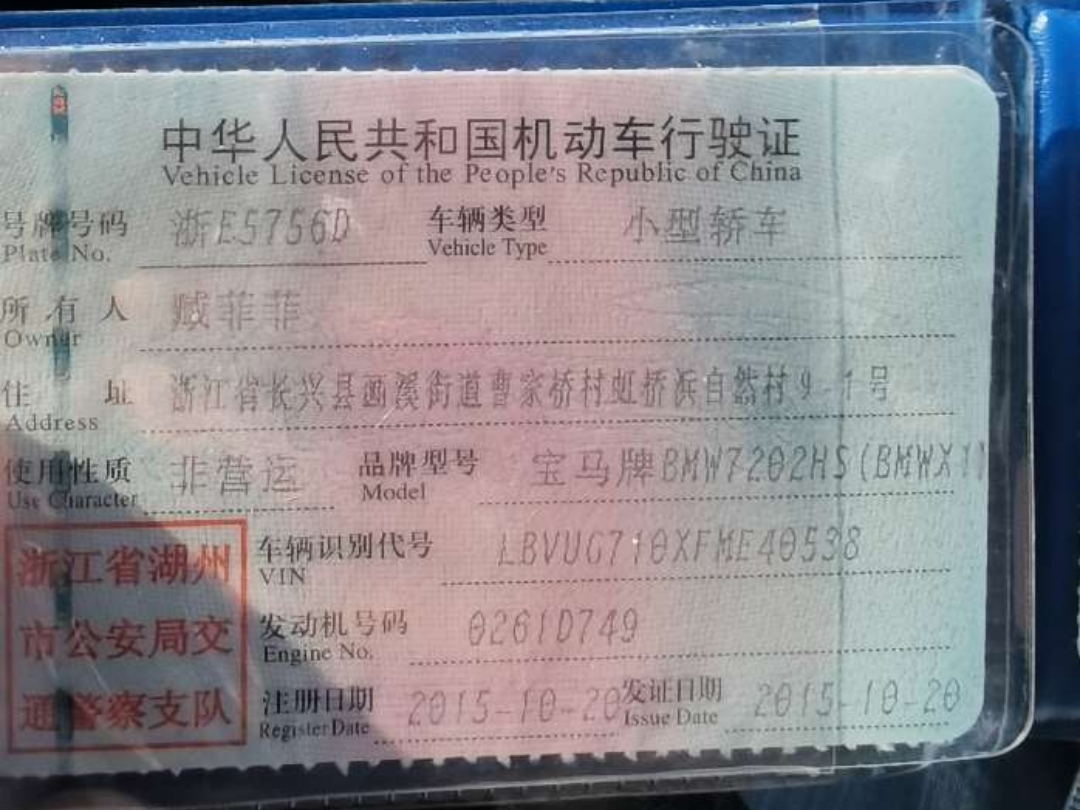 中华人民共和国机动车行驶证
Vehicle License of the People's Republic of China
号牌号码 浙E5756D 车辆类型 小型轿车
Plate No. Vehicle Type
所有人 臧菲菲
Owner
住址 浙江省长兴县画溪街道曹家桥村虹桥浜自然村9-1号
Address
使用性质 非营运 品牌型号 宝马牌BMW7202HS(BMWX1)
Use Character Model
浙江省湖州
市公安局交
通警察支队
车辆识别代号 LBVUG710XFME40538
VIN
发动机号码 0261D749
Engine No.
注册日期 2015-10-20 发证日期 2015-10-20
Register Date Issue Date